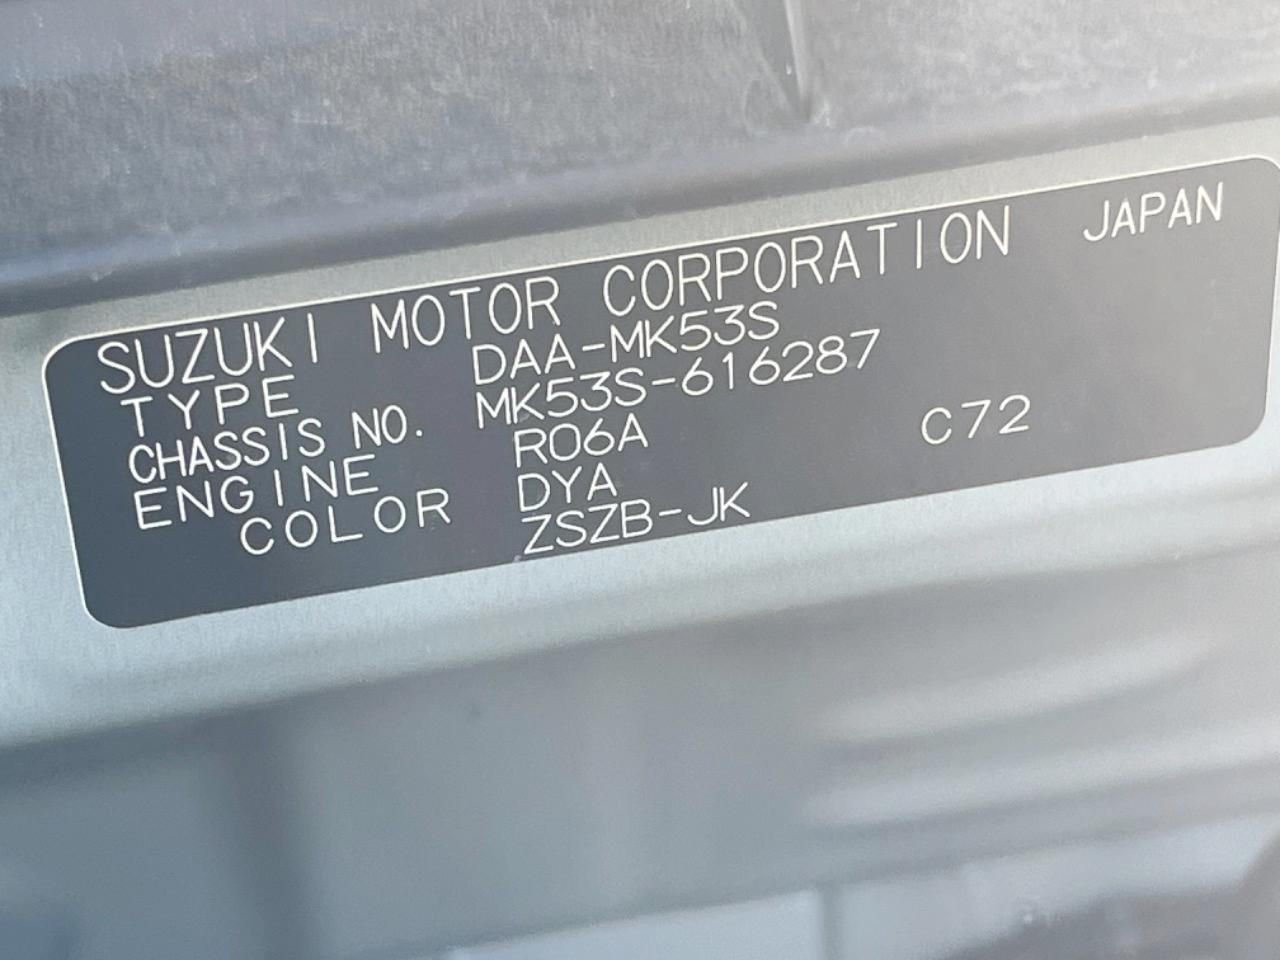 SUZUKI MOTOR CORPORATION JAPAN
TYPE DAA-MK53S
CHASSIS NO. MK53S-616287
ENGINE R06A
COLOR DYA C72
ZSZB-JK